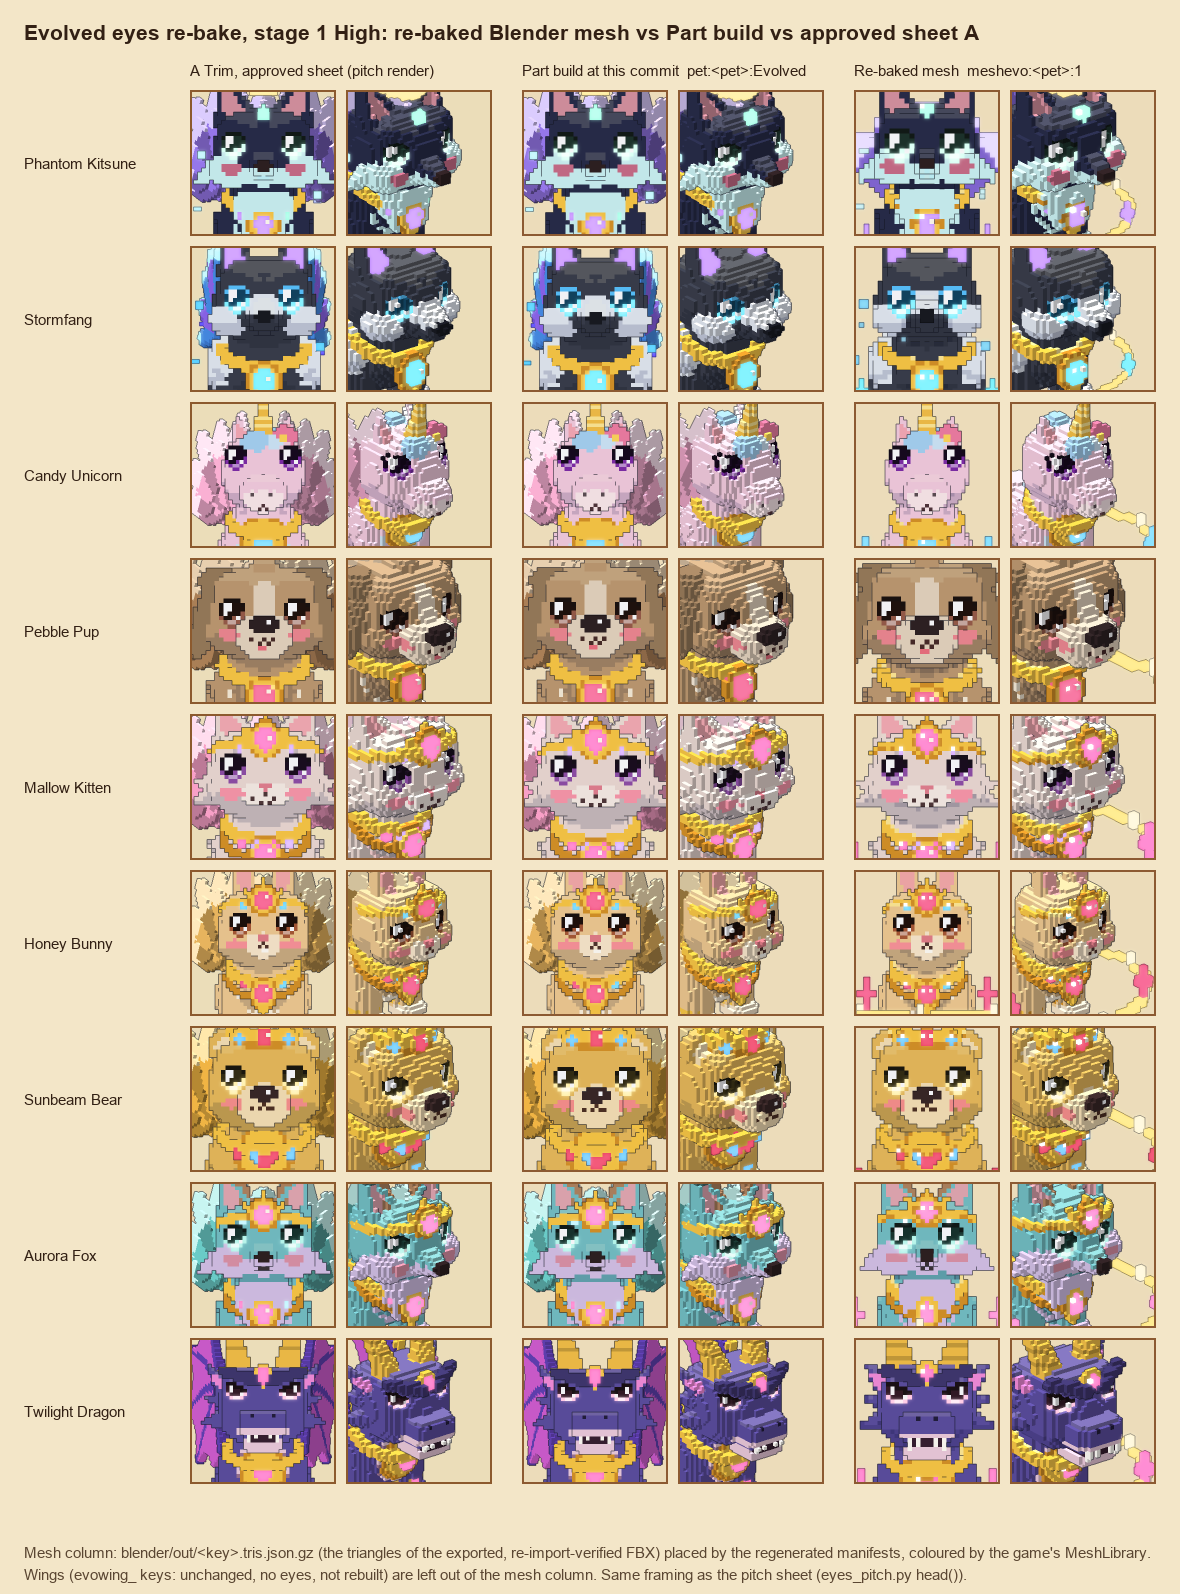 Evolved eyes re-bake, stage 1 High: re-baked Blender mesh vs Part build vs approved sheet A
A Trim, approved sheet (pitch render)
Part build at this commit  pet:<pet>:Evolved
Re-baked mesh  meshevo:<pet>:1
Phantom Kitsune
Stormfang
Candy Unicorn
Pebble Pup
Mallow Kitten
Honey Bunny
Sunbeam Bear
Aurora Fox
Twilight Dragon
Mesh column: blender/out/<key>.tris.json.gz (the triangles of the exported, re-import-verified FBX) placed by the regenerated manifests, coloured by the game's MeshLibrary.
Wings (evowing_ keys: unchanged, no eyes, not rebuilt) are left out of the mesh column. Same framing as the pitch sheet (eyes_pitch.py head()).